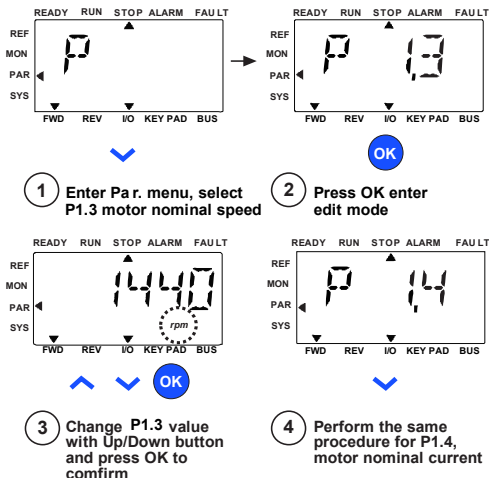 READY RUN STOP ALARM FAULT
REF
MON
PAR
SYS
P
FWD REV I/O KEYPAD BUS
1 Enter Par. menu, select
P1.3 motor nominal speed
READY RUN STOP ALARM FAULT
REF
MON
PAR
SYS
P 1,3
FWD REV I/O KEYPAD BUS
OK
2 Press OK enter
edit mode
READY RUN STOP ALARM FAULT
REF
MON
PAR
SYS
1440
rpm
FWD REV I/O KEYPAD BUS
OK
3 Change P1.3 value
with Up/Down button
and press OK to
comfirm
READY RUN STOP ALARM FAULT
REF
MON
PAR
SYS
P 1,4
FWD REV I/O KEYPAD BUS
4 Perform the same
procedure for P1.4,
motor nominal current